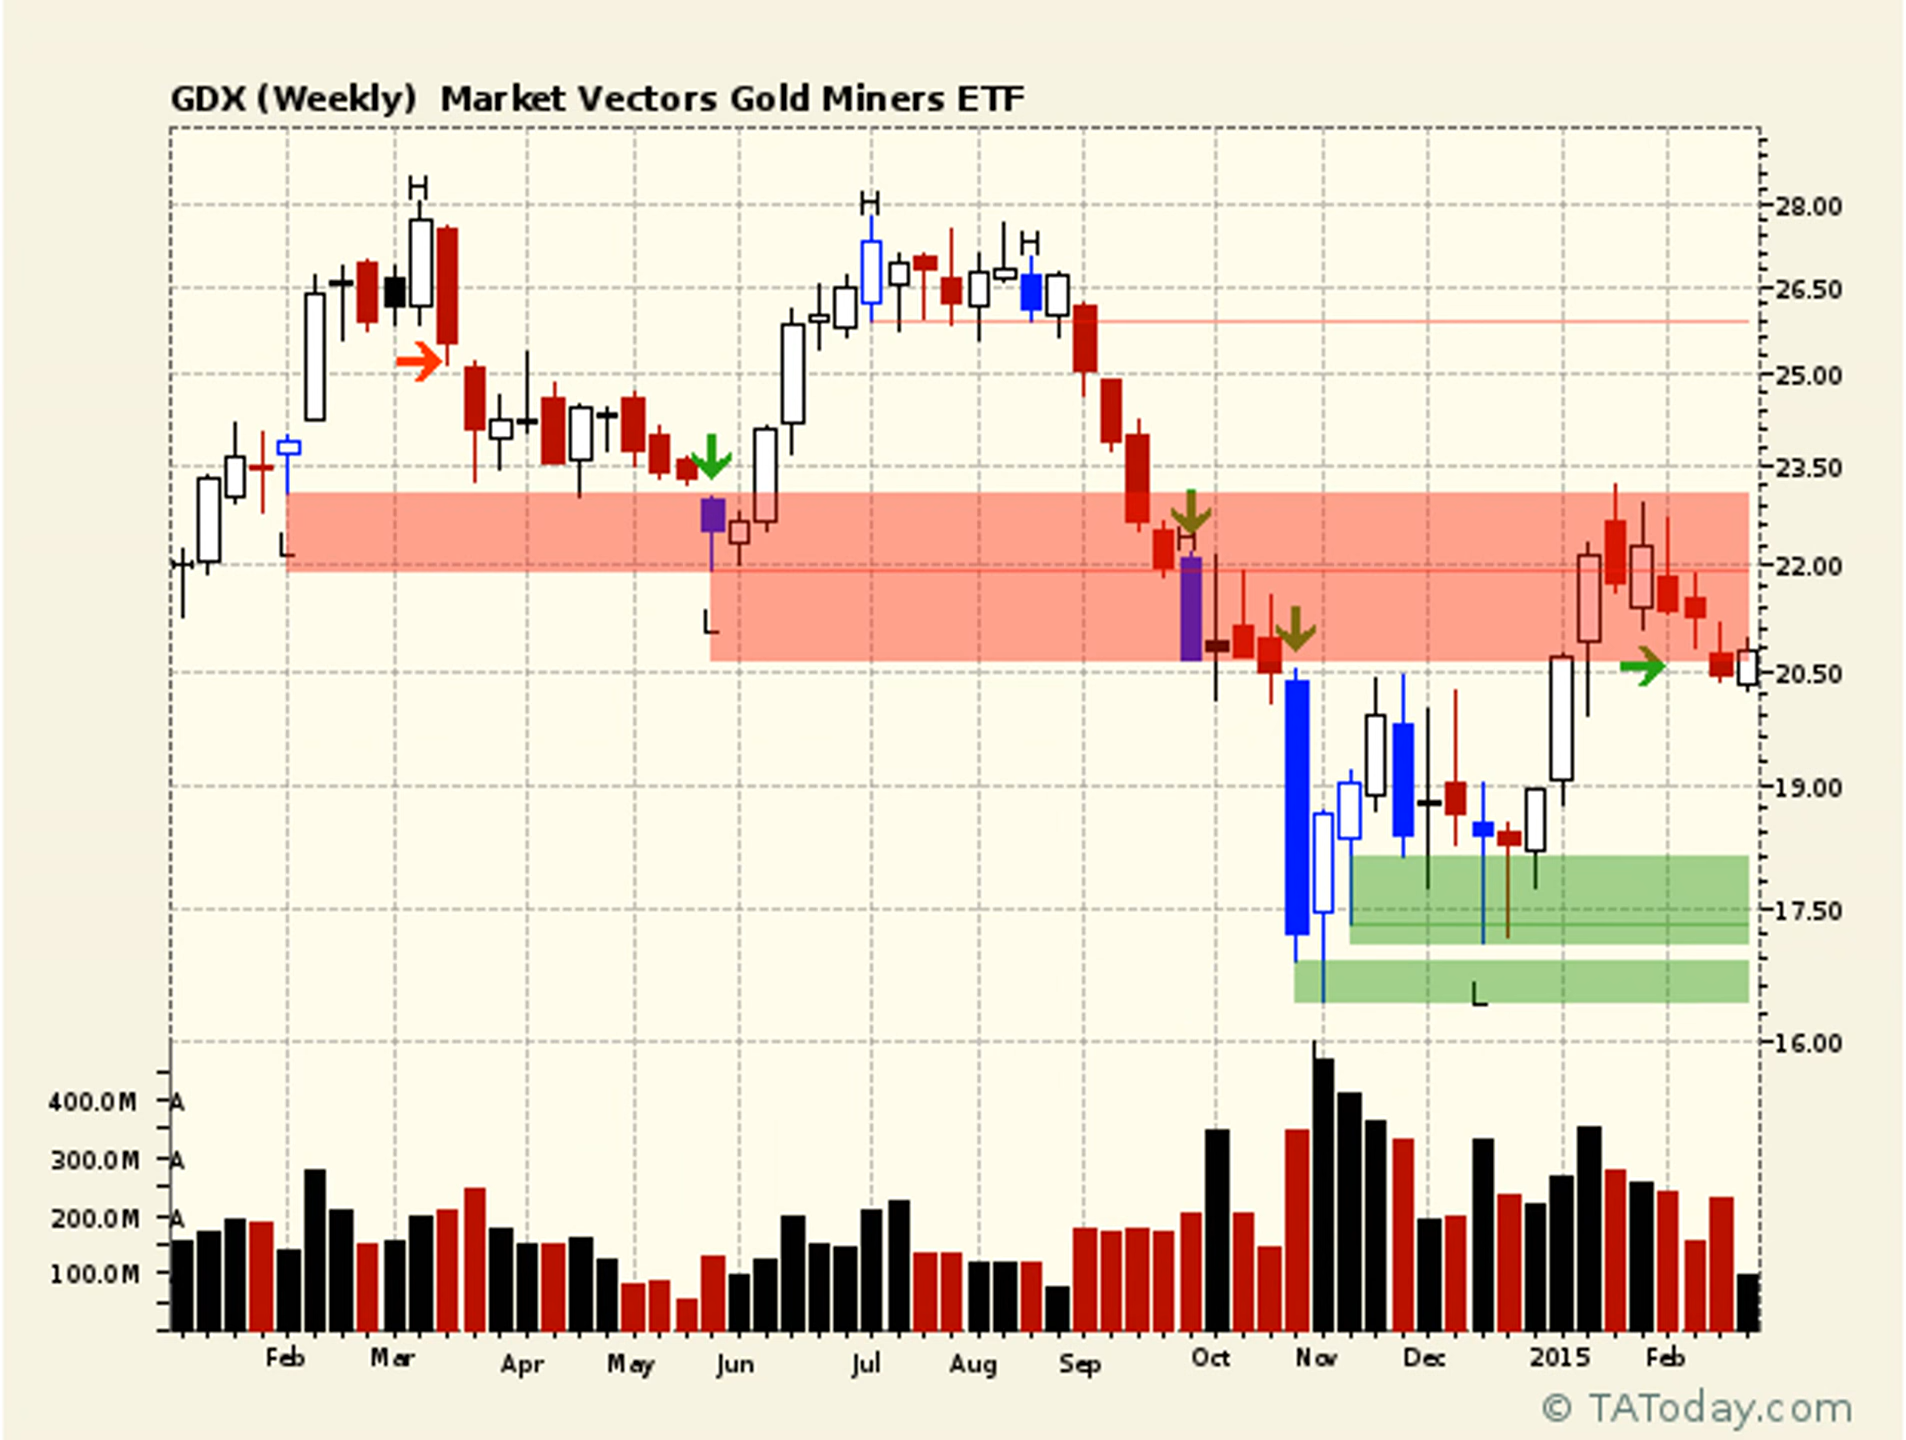 GDX (Weekly) Market Vectors Gold Miners ETF
H
H
H
H
L
L
L
28.00
26.50
25.00
23.50
22.00
20.50
19.00
17.50
16.00
400.0M A
300.0M A
200.0M A
100.0M
Feb Mar Apr May Jun Jul Aug Sep Oct Nov Dec 2015 Feb
© TAToday.com